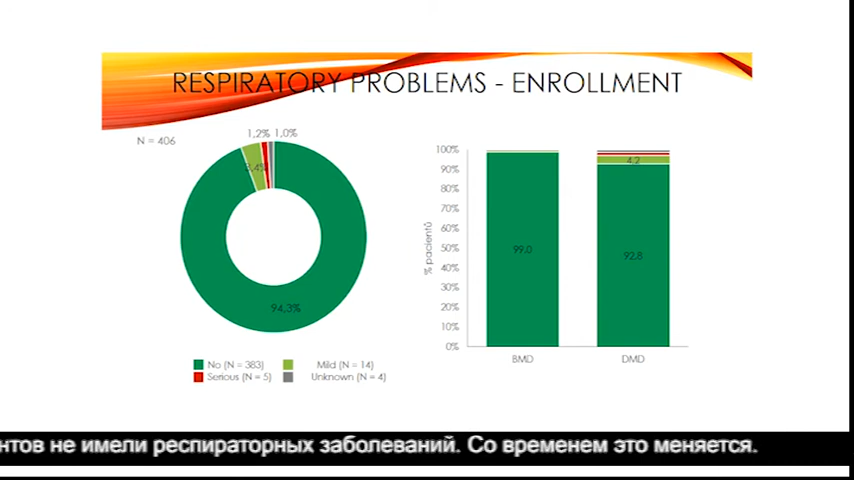 RESPIRATORY PROBLEMS - ENROLLMENT
N = 406
1,2% 1,0%
3,4%
94,3%
No (N = 383)
Mild (N = 14)
Serious (N = 5)
Unknown (N = 4)
100%
90%
80%
70%
60%
50%
40%
30%
20%
10%
0%
% pacientů
99,0
4,2
92,8
BMD
DMD
нтов не имели респираторных заболеваний. Со временем это меняется.